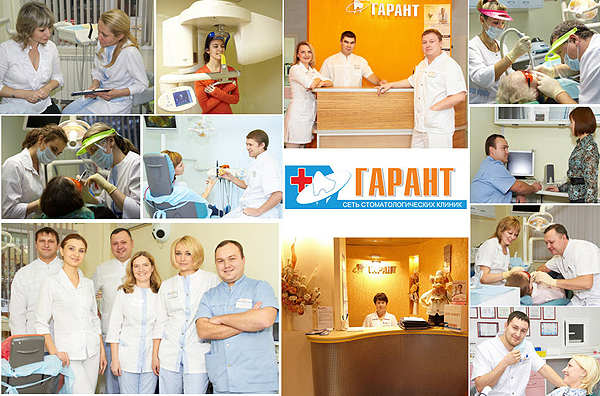 ГАРАНТ
ГАРАНТ
СЕТЬ СТОМАТОЛОГИЧЕСКИХ КЛИНИК
ГАРАНТ